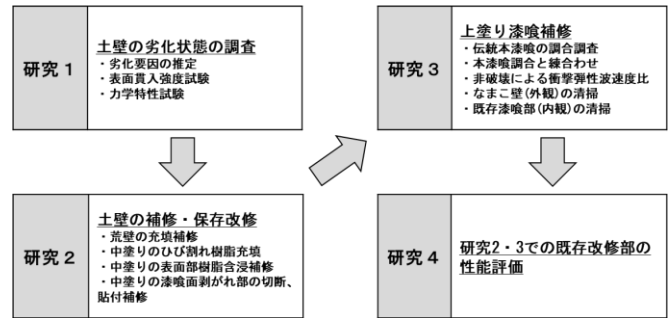 研究1
土壁の劣化状態の調査
・劣化要因の推定
・表面貫入強度試験
・力学特性試験
研究2
土壁の補修・保存改修
・荒壁の充填補修
・中塗りのひび割れ樹脂充填
・中塗りの表面部樹脂含浸補修
・中塗りの漆喰面剥がれ部の切断、
貼付補修
研究3
上塗り漆喰補修
・伝統本漆喰の調合調査
・本漆喰調合と練合わせ
・非破壊による衝撃弾性波速度比
・なまこ壁(外観)の清掃
・既存漆喰部(内観)の清掃
研究4
研究2・3での既存改修部の
性能評価